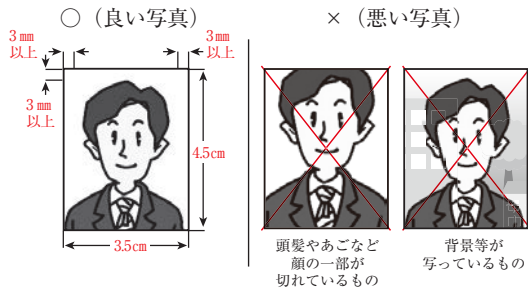 ○（良い写真）
×（悪い写真）
3㎜
以上
3㎜
以上
3㎜
以上
4.5㎝
3.5㎝
頭髪やあごなど
顔の一部が
切れているもの
背景等が
写っているもの